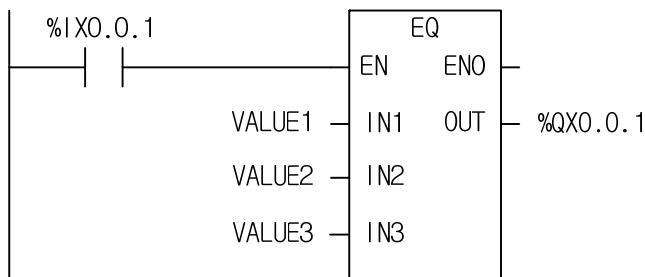 %IX0.0.1 EQ
EN ENO
VALUE1 IN1 OUT %QX0.0.1
VALUE2 IN2
VALUE3 IN3